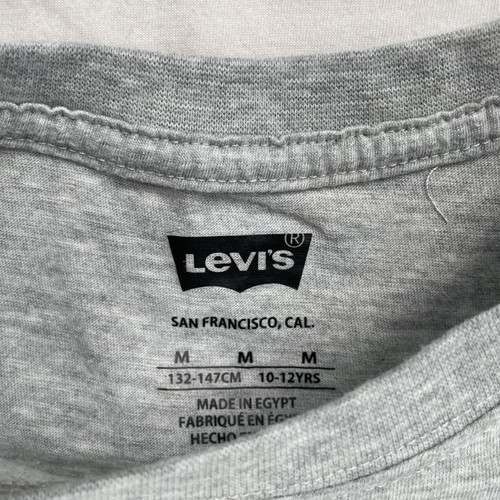 Levi's®
SAN FRANCISCO, CAL.
M M M
132-147CM 10-12YRS
MADE IN EGYPT
FABRIQUÉ EN
HECHO